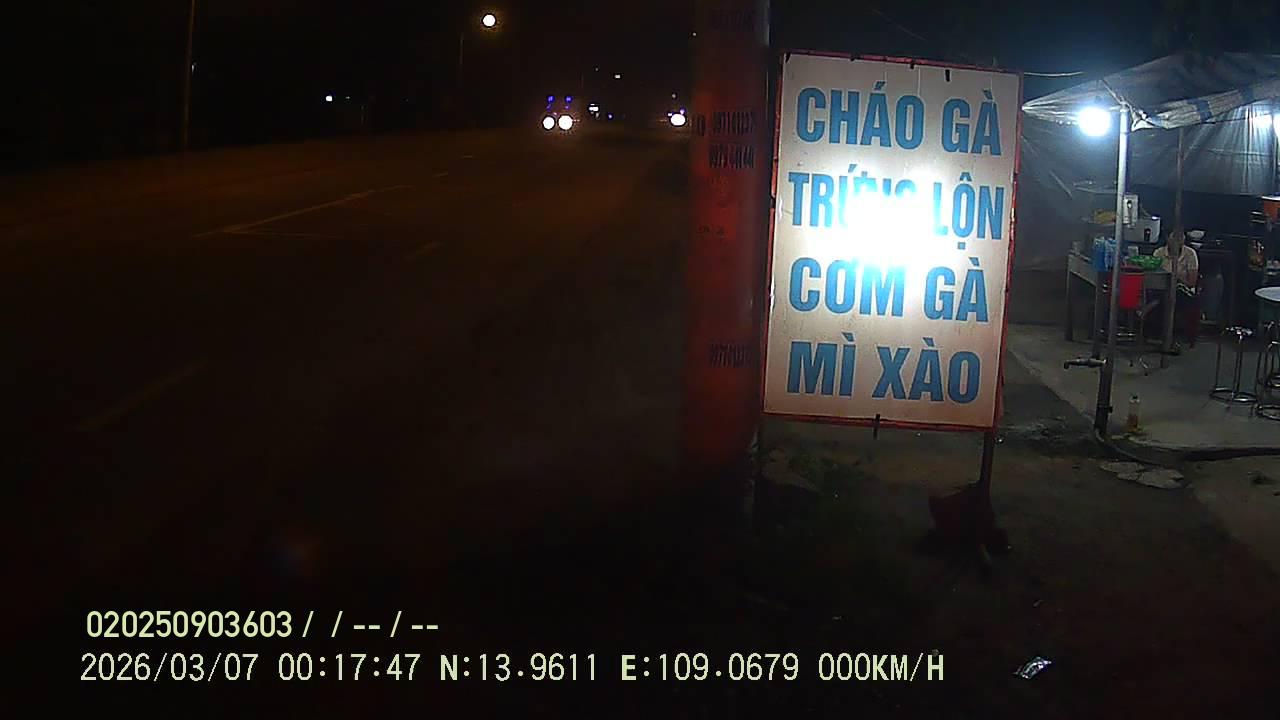 CHÁO GÀ
TRỨNG LỘN
CƠM GÀ
MÌ XÀO
020250903603 / / -- / --
2026/03/07 00:17:47 N:13.9611 E:109.0679 000KM/H